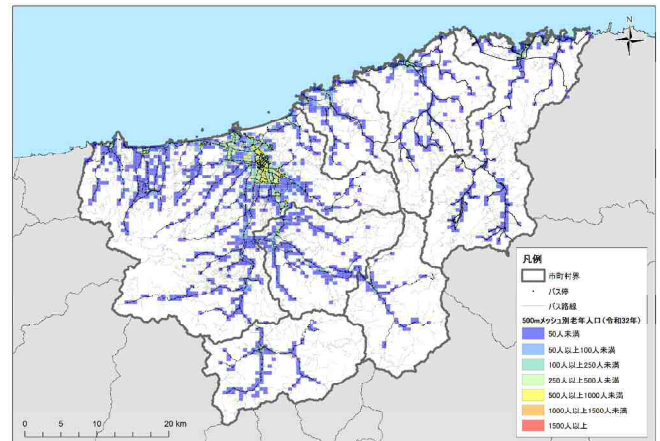 N
凡例
市町村界
バス停
バス路線
500mメッシュ別老年人口(令和32年)
50人未満
50人以上100人未満
100人以上250人未満
250人以上500人未満
500人以上1000人未満
1000人以上1500人未満
1500人以上
0 5 10 20 km